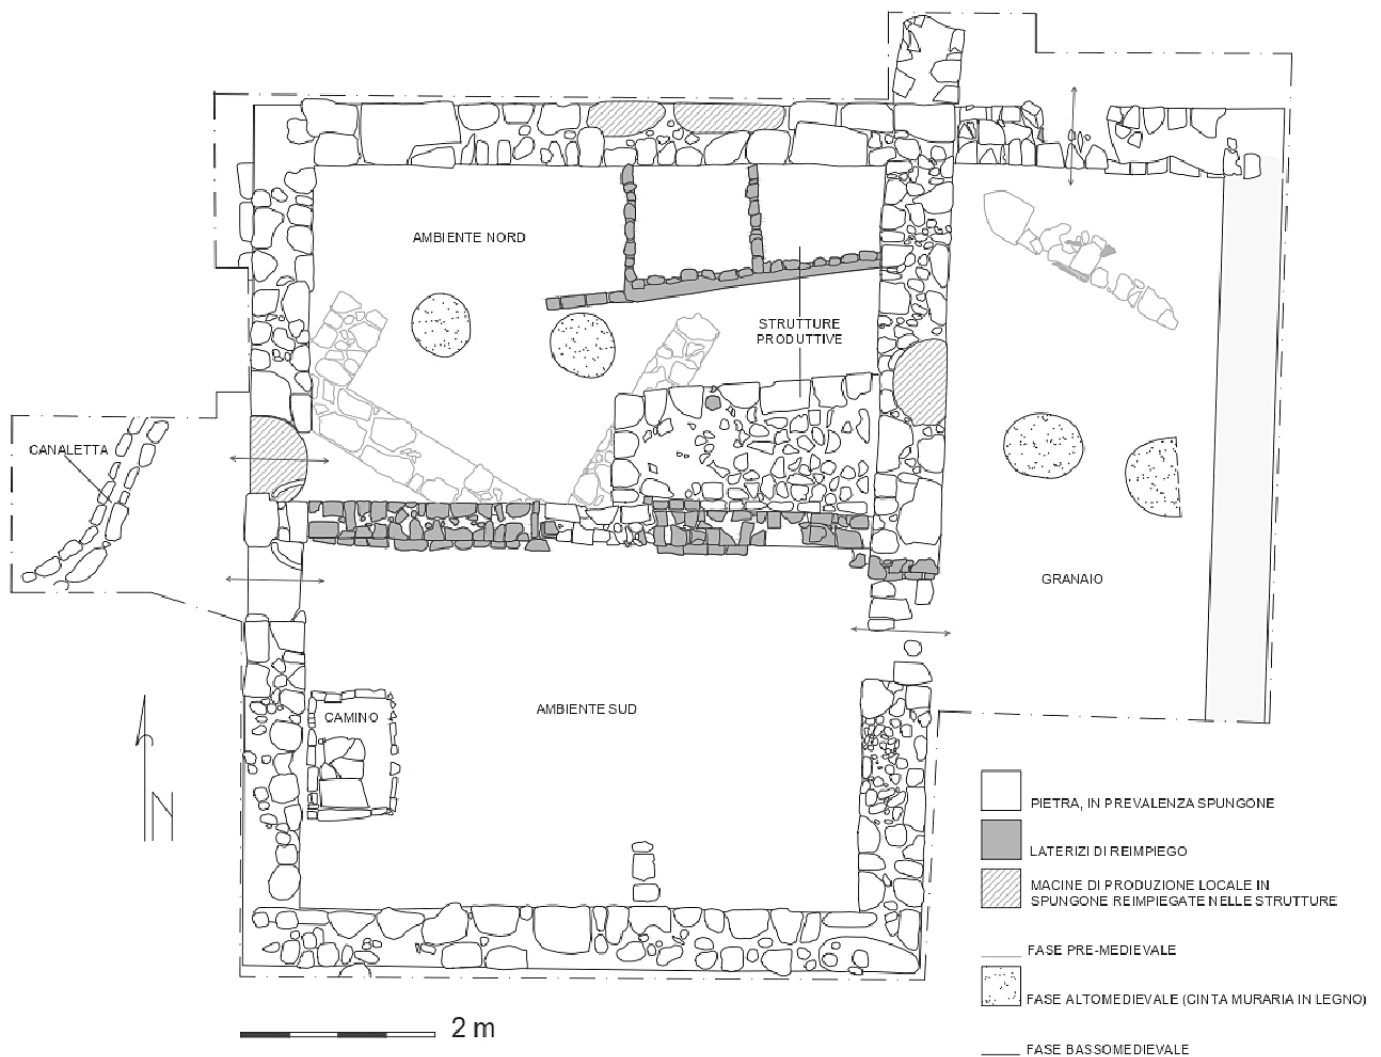 AMBIENTE NORD
STRUTTURE
PRODUTTIVE
CANALETTA
GRANAIO
AMBIENTE SUD
CAMINO
N
PIETRA, IN PREVALENZA SPUNGONE
LATERIZI DI REIMPIEGO
MACINE DI PRODUZIONE LOCALE IN
SPUNGONE REIMPIEGATE NELLE STRUTTURE
FASE PRE-MEDIEVALE
FASE ALTOMEDIEVALE (CINTA MURARIA IN LEGNO)
FASE BASSOMEDIEVALE
2 m